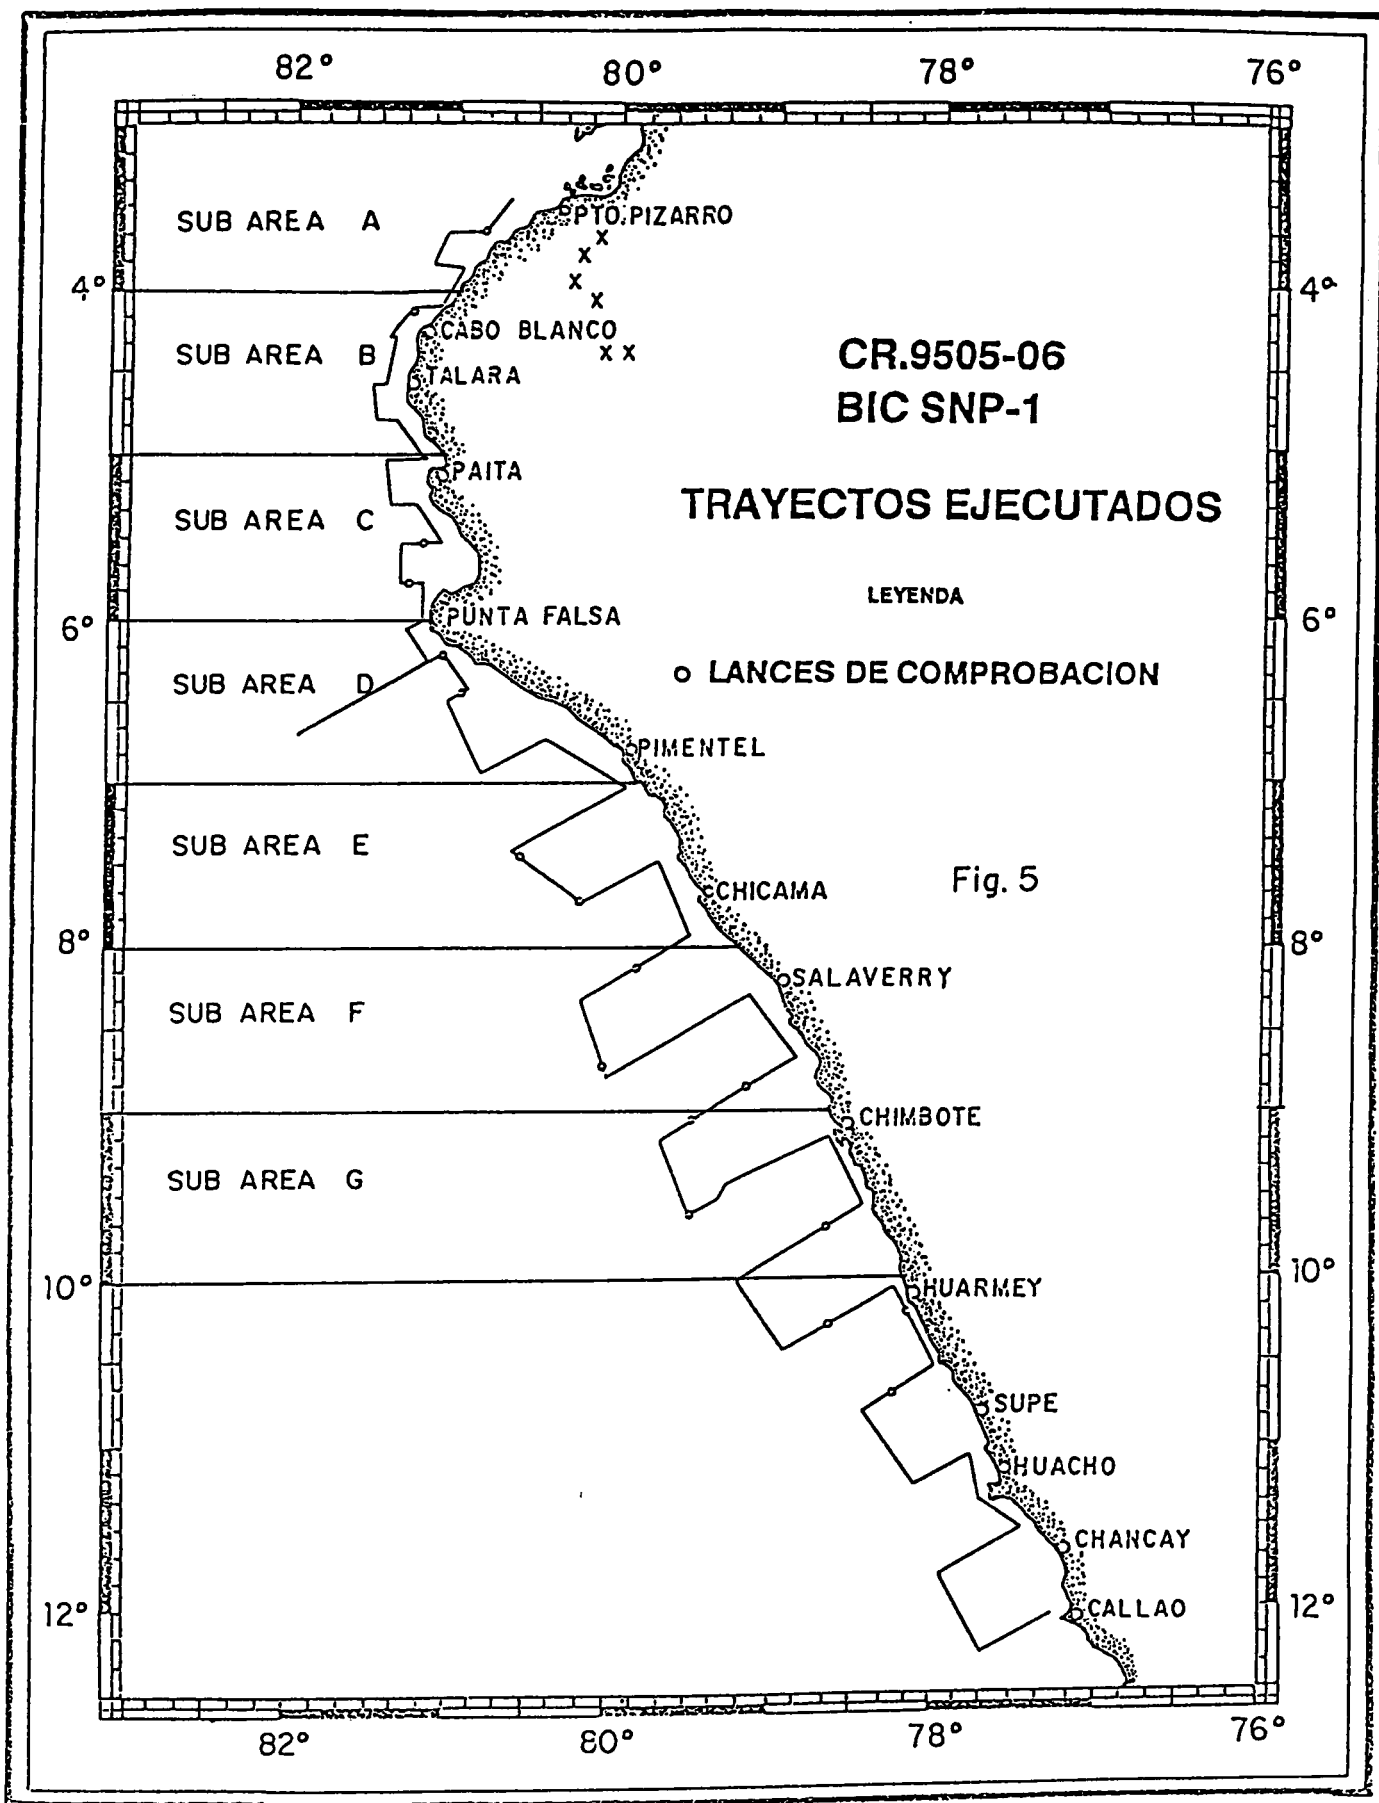 82° 80° 78° 76°
SUB AREA A
PTO. PIZARRO
x
x
x
x
4° 4°
CABO BLANCO
SUB AREA B
x x
TALARA
CR.9505-06
BIC SNP-1
PAITA
SUB AREA C
TRAYECTOS EJECUTADOS
LEYENDA
PUNTA FALSA
6° 6°
SUB AREA D
o LANCES DE COMPROBACION
PIMENTEL
SUB AREA E
Fig. 5
CHICAMA
8° 8°
SALAVERRY
SUB AREA F
CHIMBOTE
SUB AREA G
10° 10°
HUARMEY
SUPE
HUACHO
CHANCAY
12° 12°
CALLAO
82° 80° 78° 76°